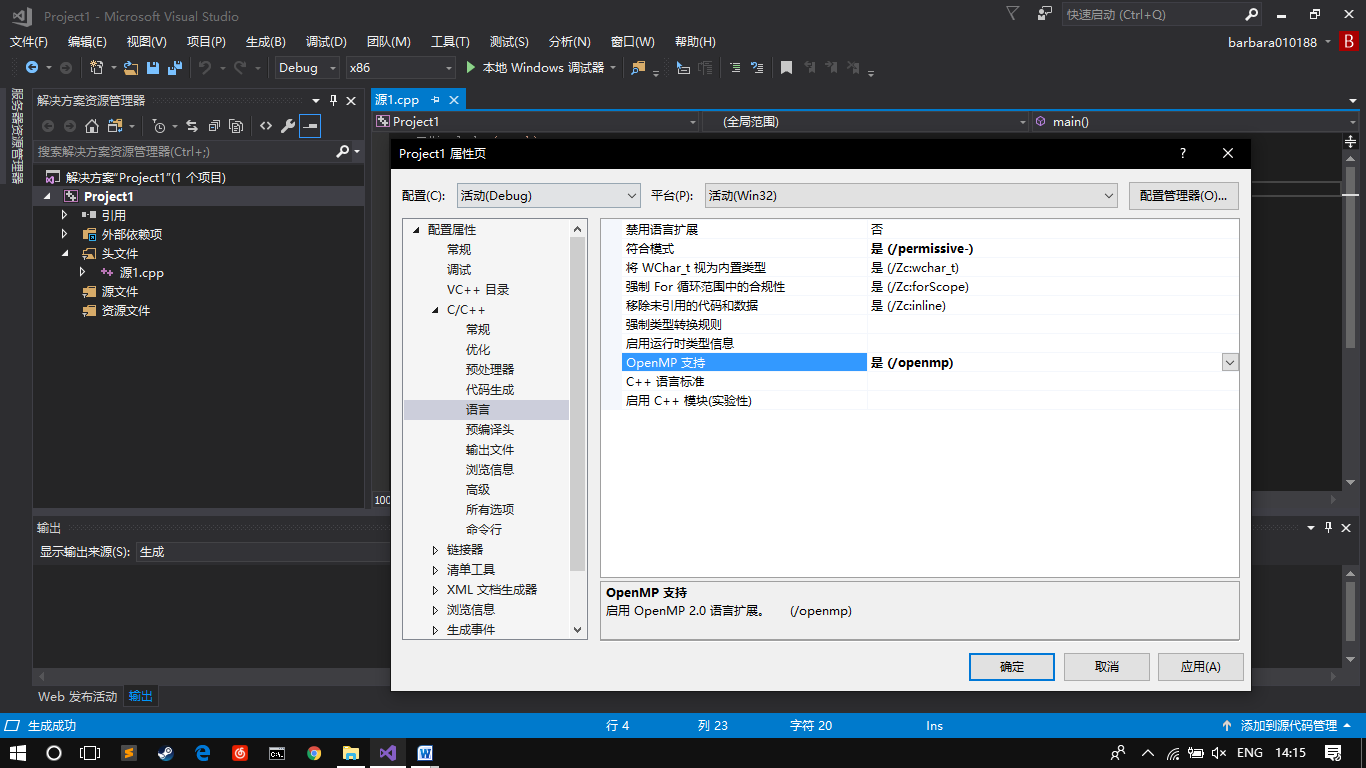 Project1 - Microsoft Visual Studio
快速启动 (Ctrl+Q)
文件(F) 编辑(E) 视图(V) 项目(P) 生成(B) 调试(D) 团队(M) 工具(T) 测试(S) 分析(N) 窗口(W) 帮助(H)
barbara010188 B
Debug x86 本地 Windows 调试器
服务器资源管理器
解决方案资源管理器
搜索解决方案资源管理器(Ctrl+;)
解决方案"Project1"(1 个项目)
Project1
引用
外部依赖项
头文件
源1.cpp
源文件
资源文件
源1.cpp
Project1 (全局范围) main()
100
Project1 属性页 ?
配置(C): 活动(Debug) 平台(P): 活动(Win32) 配置管理器(O)...
配置属性
常规
调试
VC++ 目录
C/C++
常规
优化
预处理器
代码生成
语言
预编译头
输出文件
浏览信息
高级
所有选项
命令行
链接器
清单工具
XML 文档生成器
浏览信息
生成事件
禁用语言扩展 否
符合模式 是 (/permissive-)
将 WChar_t 视为内置类型 是 (/Zc:wchar_t)
强制 For 循环范围中的合规性 是 (/Zc:forScope)
移除未引用的代码和数据 是 (/Zc:inline)
强制类型转换规则
启用运行时类型信息
OpenMP 支持 是 (/openmp)
C++ 语言标准
启用 C++ 模块(实验性)
OpenMP 支持
启用 OpenMP 2.0 语言扩展。 (/openmp)
确定 取消 应用(A)
输出
显示输出来源(S): 生成
Web 发布活动 输出
生成成功 行 4 列 23 字符 20 Ins 添加到源代码管理
ENG 14:15